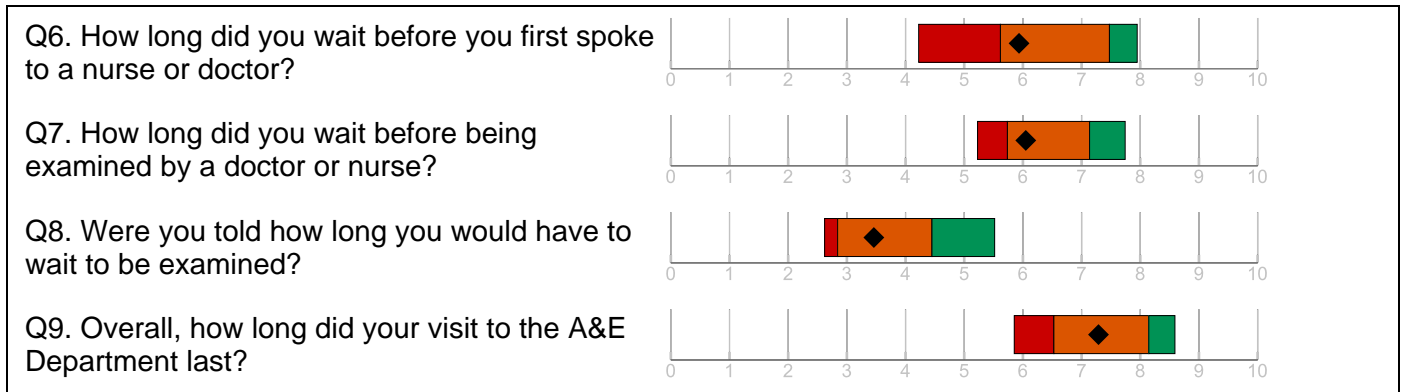 Q6. How long did you wait before you first spoke
to a nurse or doctor?
0 1 2 3 4 5 6 7 8 9 10
Q7. How long did you wait before being
examined by a doctor or nurse?
0 1 2 3 4 5 6 7 8 9 10
Q8. Were you told how long you would have to
wait to be examined?
0 1 2 3 4 5 6 7 8 9 10
Q9. Overall, how long did your visit to the A&E
Department last?
0 1 2 3 4 5 6 7 8 9 10